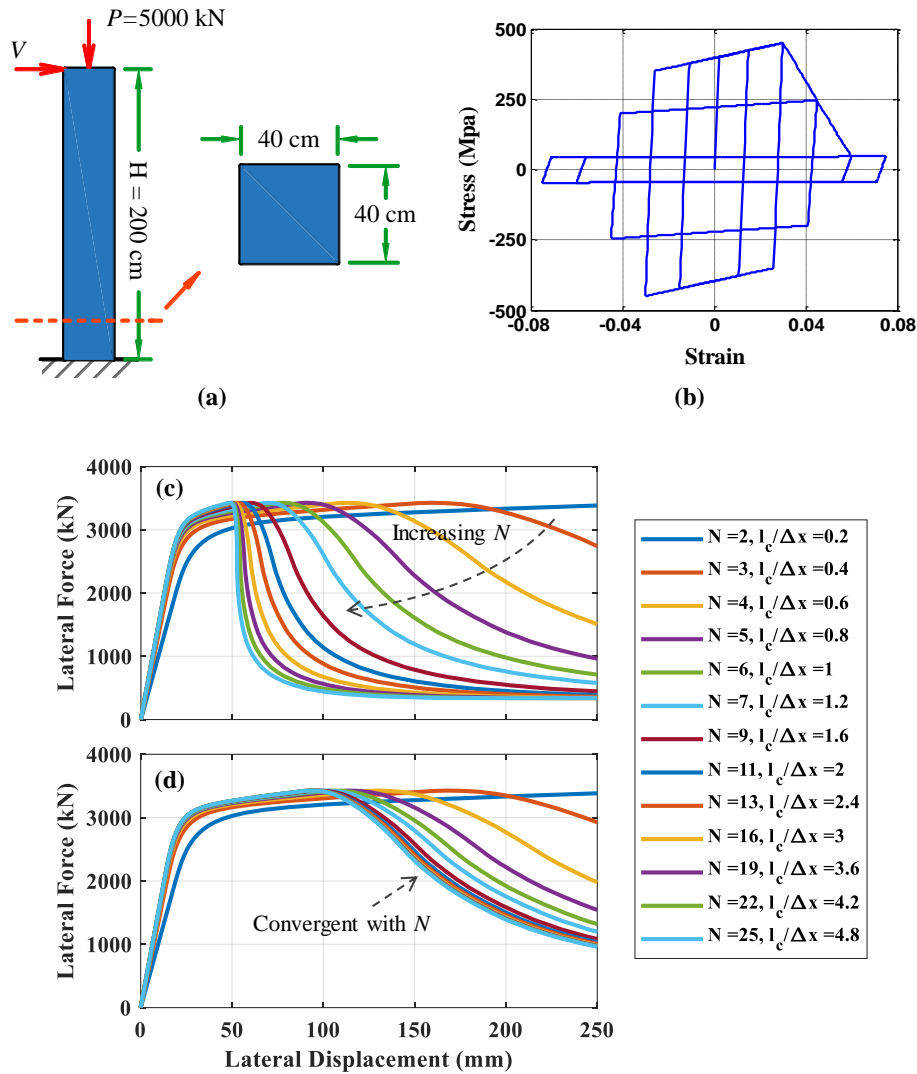 P=5000 kN
V
H = 200 cm
40 cm
40 cm
(a)
Stress (Mpa)
500
250
0
-250
-500
-0.08
-0.04
0
0.04
0.08
Strain
(b)
Lateral Force (kN)
4000
3000
2000
1000
0
(c)
Increasing N
Lateral Force (kN)
4000
3000
2000
1000
0
(d)
Convergent with N
0
50
100
150
200
250
Lateral Displacement (mm)
N =2, l_c/Δx =0.2
N =3, l_c/Δx =0.4
N =4, l_c/Δx =0.6
N =5, l_c/Δx =0.8
N =6, l_c/Δx =1
N =7, l_c/Δx =1.2
N =9, l_c/Δx =1.6
N =11, l_c/Δx =2
N =13, l_c/Δx =2.4
N =16, l_c/Δx =3
N =19, l_c/Δx =3.6
N =22, l_c/Δx =4.2
N =25, l_c/Δx =4.8